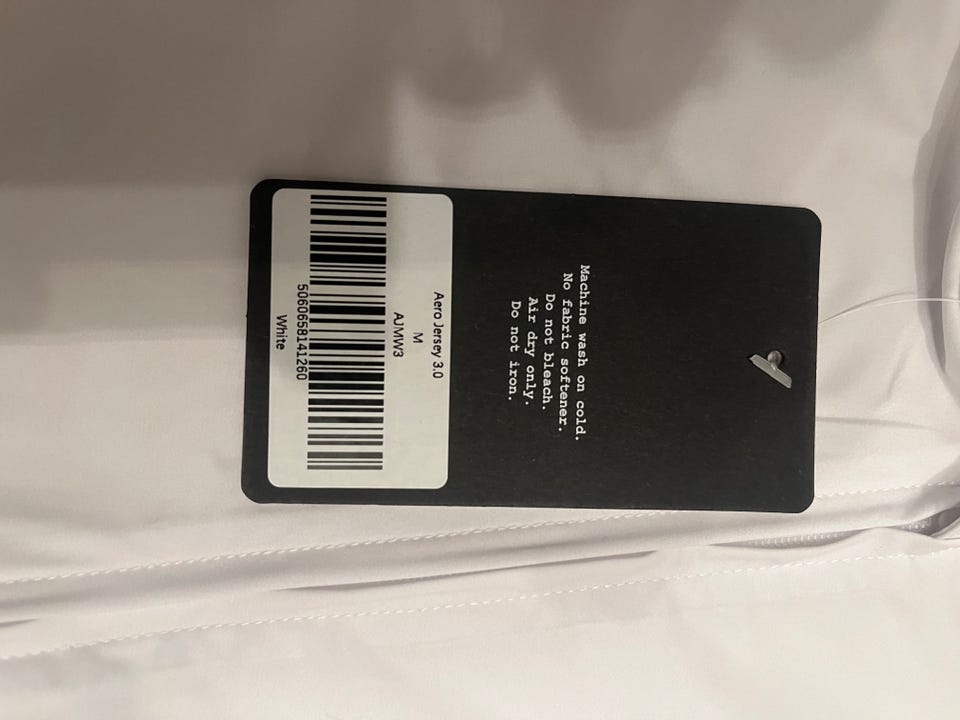 Machine wash on cold.
No fabric softener.
Do not bleach.
Air dry only.
Do not iron.
Aero Jersey 3.0
M
AJMW3
5060658141260
White